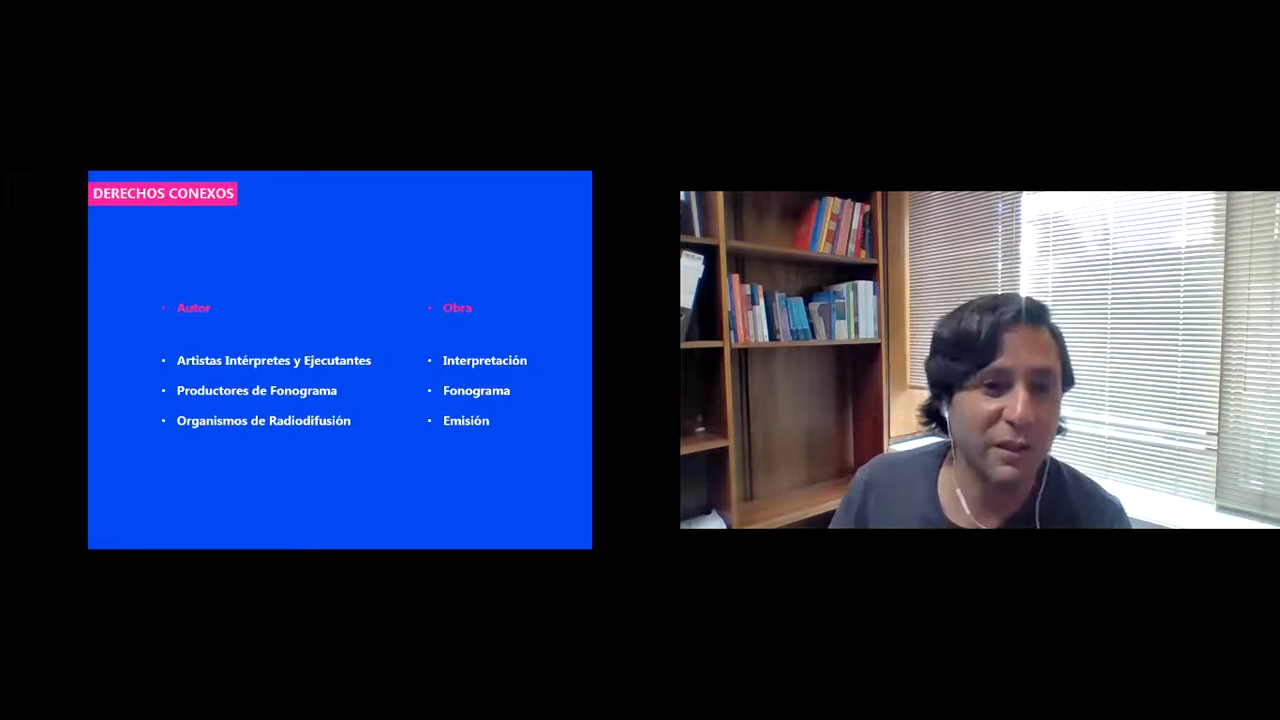 DERECHOS CONEXOS
• Autor
• Obra
• Artistas Intérpretes y Ejecutantes
• Interpretación
• Productores de Fonograma
• Fonograma
• Organismos de Radiodifusión
• Emisión